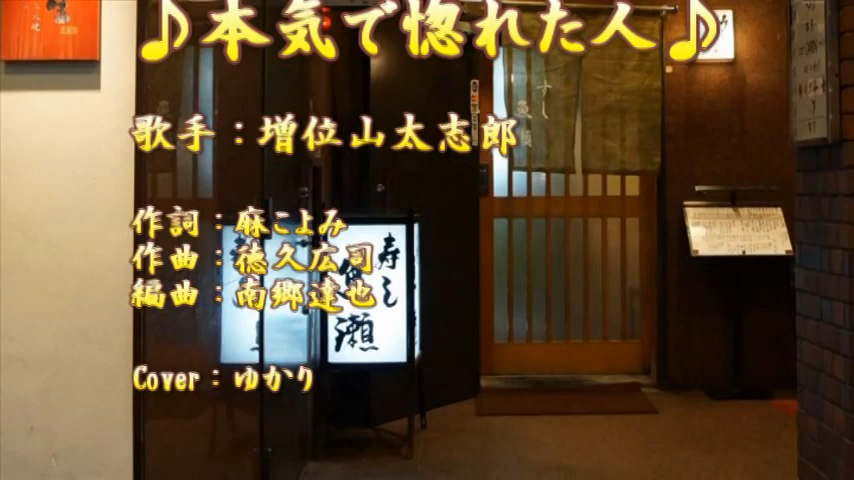 ♪本気で惚れた人♪
歌手：増位山太志郎
作詞：麻こよみ
作曲：徳久広司
編曲：南郷達也
Cover：ゆかり
寿し
瀬
すし